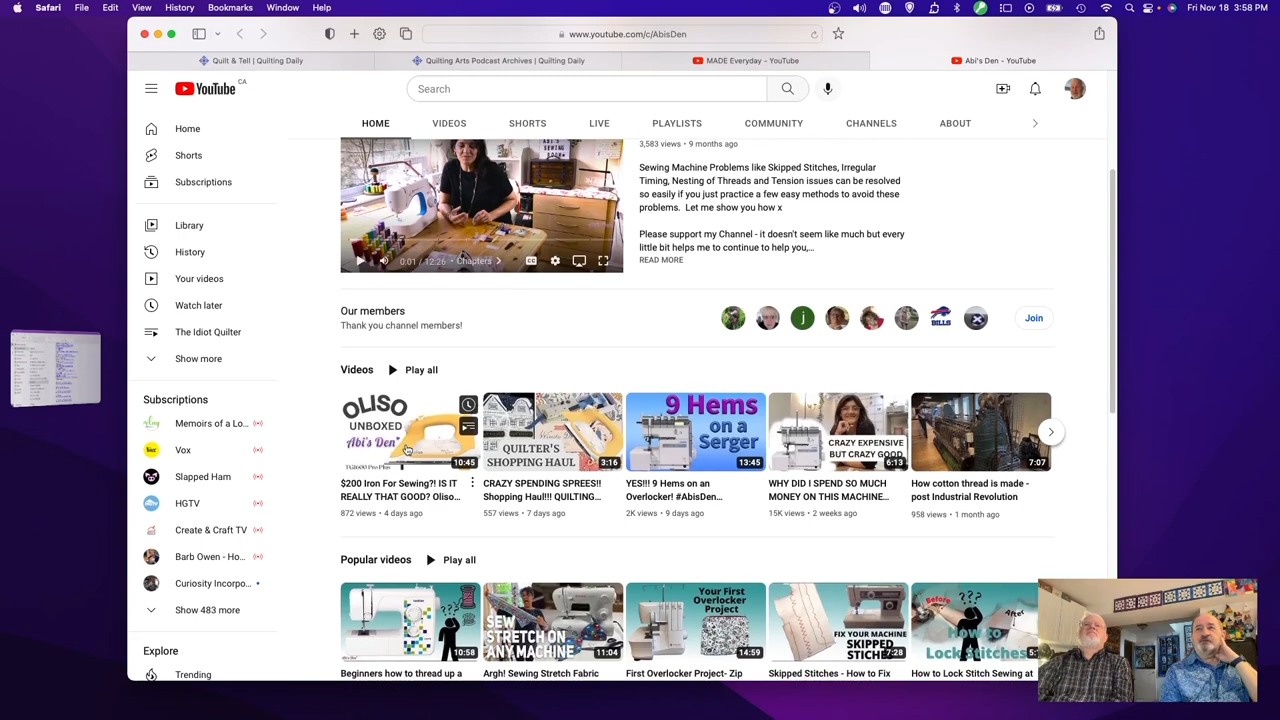 Safari File Edit View History Bookmarks Window Help
Fri Nov 18 3:58 PM
www.youtube.com/c/AbisDen
Quilt & Tell | Quilting Daily
Quilting Arts Podcast Archives | Quilting Daily
MADE Everyday - YouTube
Abi's Den - YouTube
YouTube CA
Search
HOME VIDEOS SHORTS LIVE PLAYLISTS COMMUNITY CHANNELS ABOUT
Home
Shorts
Subscriptions
Library
History
Your videos
Watch later
The Idiot Quilter
Show more
Subscriptions
Memoirs of a Lo...
Vox
Slapped Ham
HGTV
Create & Craft TV
Barb Owen - Ho...
Curiosity Incorpo...
Show 483 more
Explore
Trending
0:01 / 12:26 • Chapters
3,583 views • 9 months ago
Sewing Machine Problems like Skipped Stitches, Irregular
Timing, Nesting of Threads and Tension issues can be resolved
so easily if you just practice a few easy methods to avoid these
problems. Let me show you how x
Please support my Channel - it doesn't seem like much but every
little bit helps me to continue to help you,...
READ MORE
Our members
Thank you channel members!
j
BILLS
Join
Videos Play all
OLISO
UNBOXED
Abi's Den
TG1600 Pro Plus
10:45
$200 Iron For Sewing?! IS IT
REALLY THAT GOOD? Oliso...
872 views • 4 days ago
QUILTER'S
SHOPPING HAUL
3:16
CRAZY SPENDING SPREE!!
Shopping Haul!!! QUILTING...
557 views • 7 days ago
9 Hems
on a
Serger
13:45
YES!!! 9 Hems on an
Overlocker! #AbisDen...
2K views • 9 days ago
CRAZY EXPENSIVE
BUT CRAZY GOOD
6:13
WHY DID I SPEND SO MUCH
MONEY ON THIS MACHINE...
15K views • 2 weeks ago
7:07
How cotton thread is made -
post Industrial Revolution
958 views • 1 month ago
Popular videos Play all
10:58
Beginners how to thread up a
SEW
STRETCH ON
ANY MACHINE
11:04
Argh! Sewing Stretch Fabric
Your First
Overlocker
Project
14:59
First Overlocker Project- Zip
FIX YOUR MACHINE
SKIPPED
STITCHES
7:28
Skipped Stitches - How to Fix
Before
???
After
How to
Lock Stitches
How to Lock Stitch Sewing at